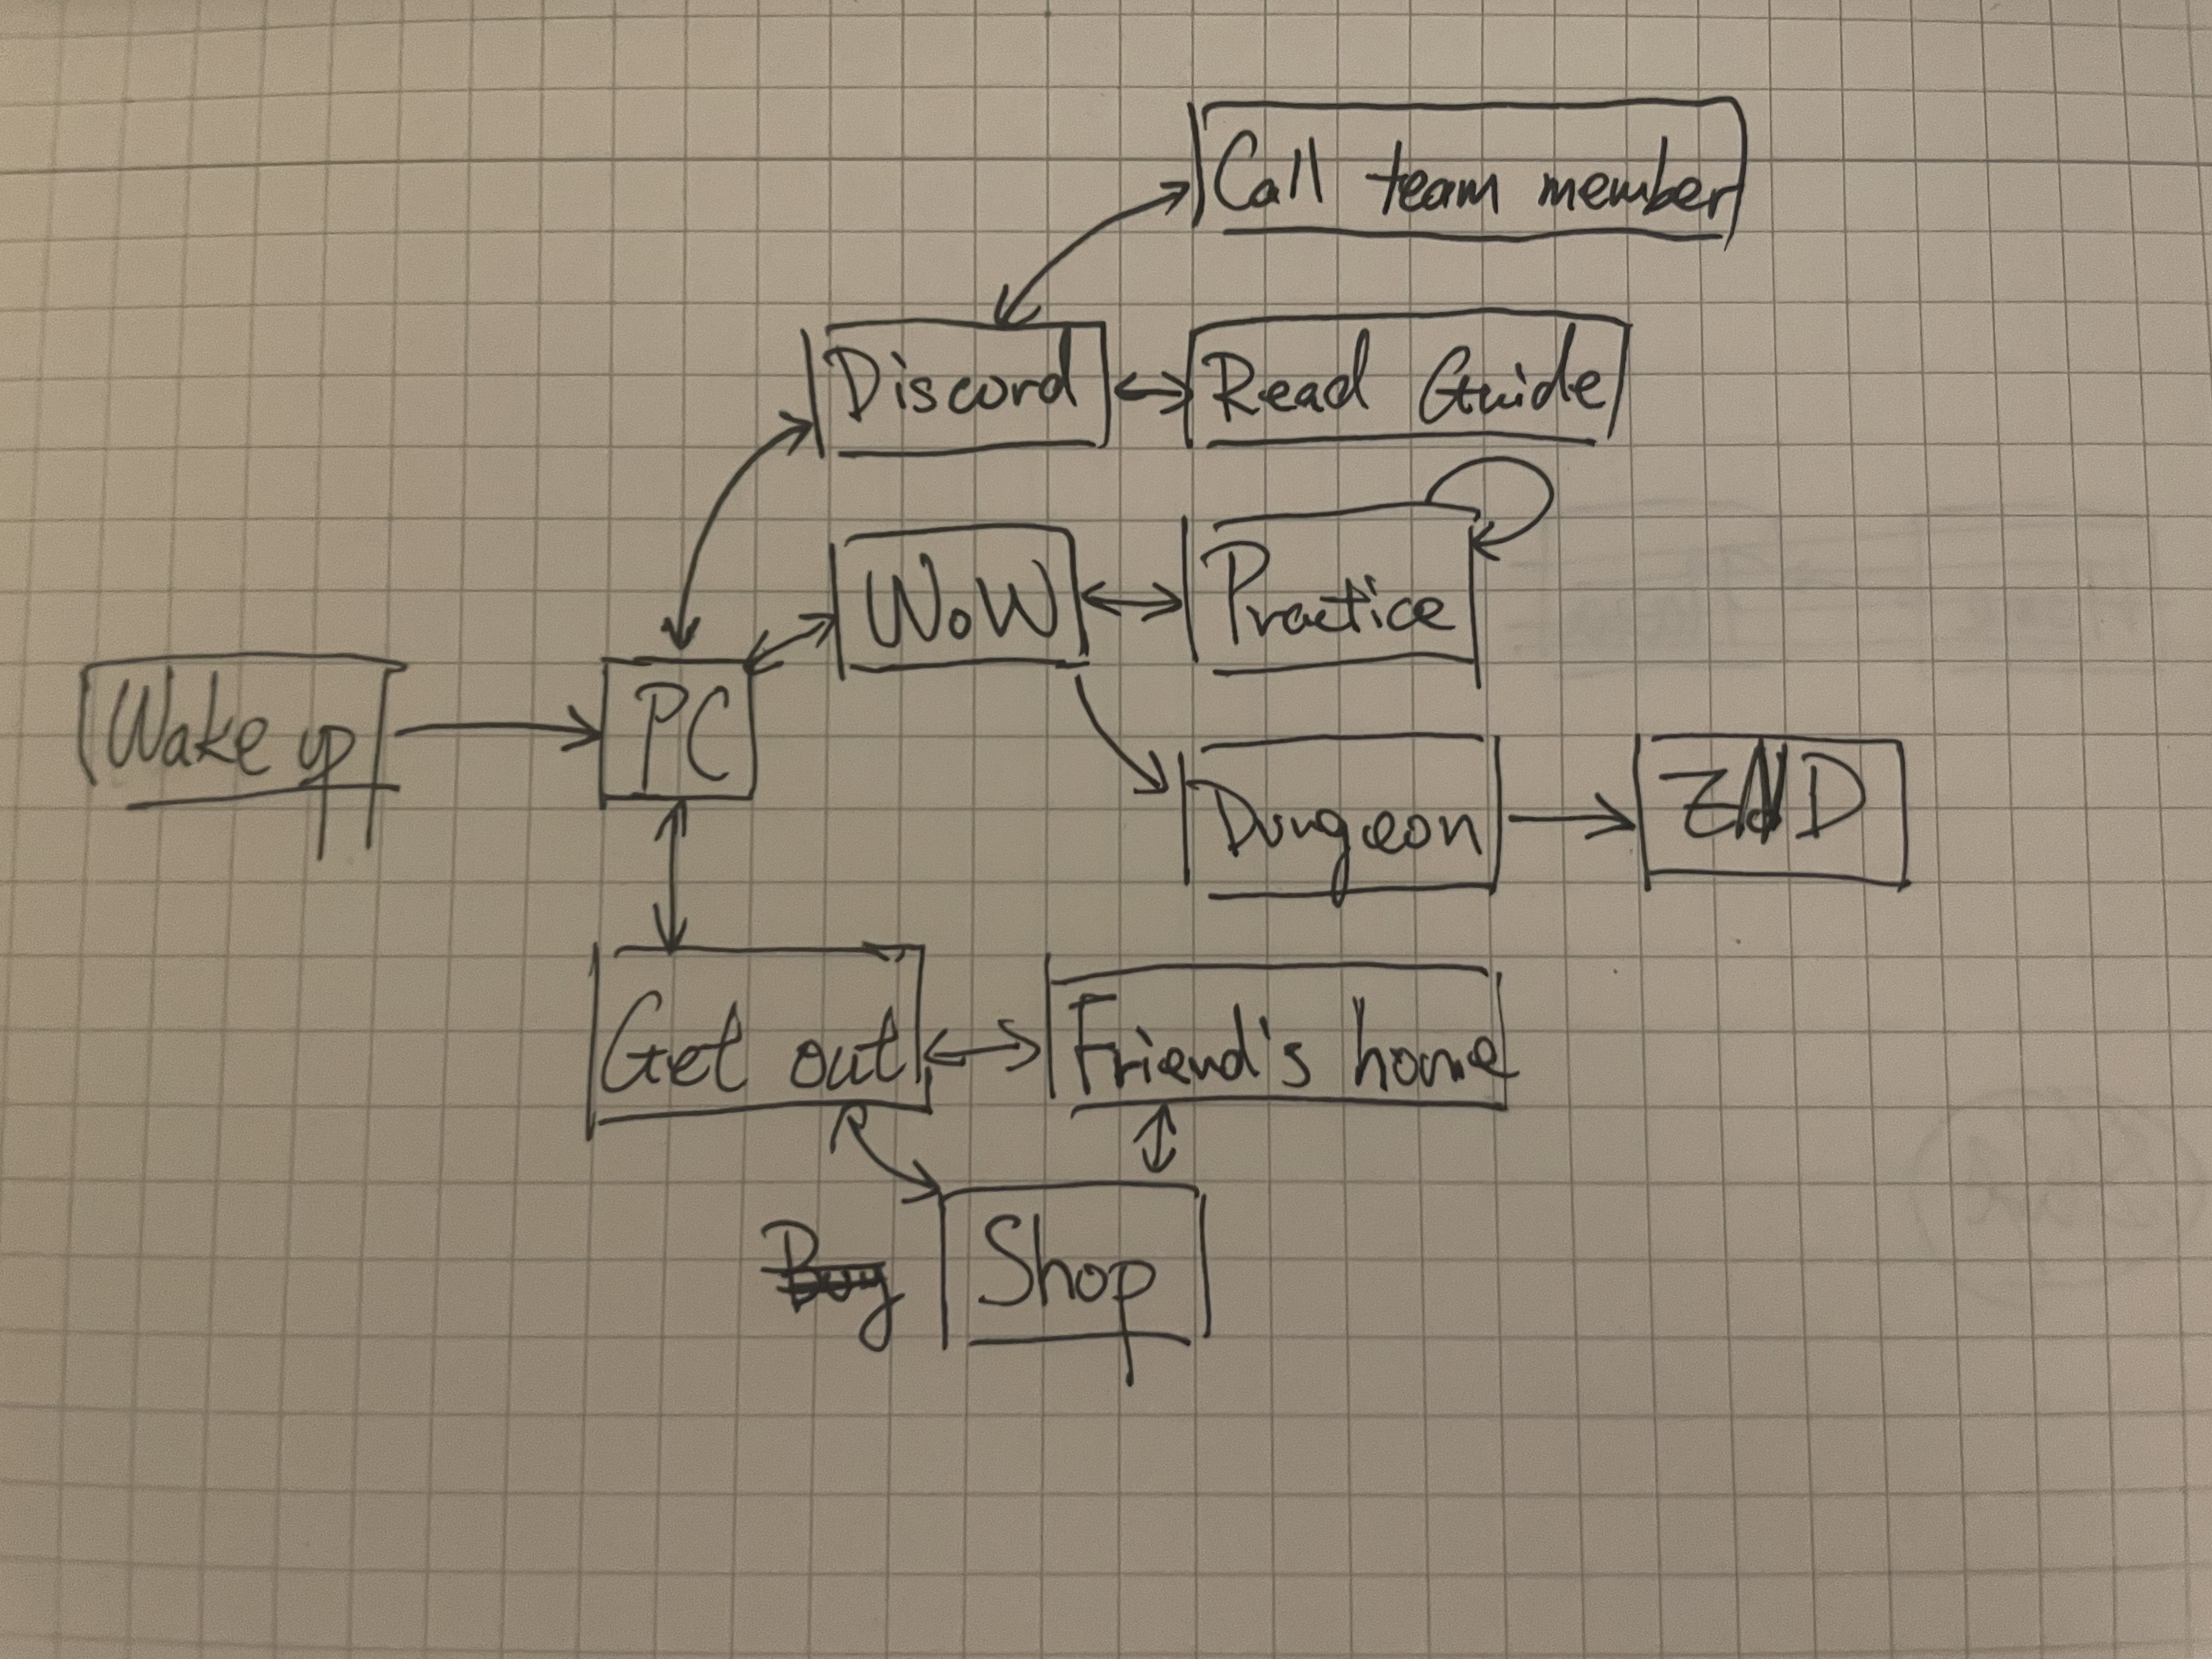 Call team member
Discord
Read Guide
WoW
Practice
Wake up
PC
Dungeon
END
Get out
Friend's home
Buy
Shop